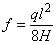 f = ql²/8H